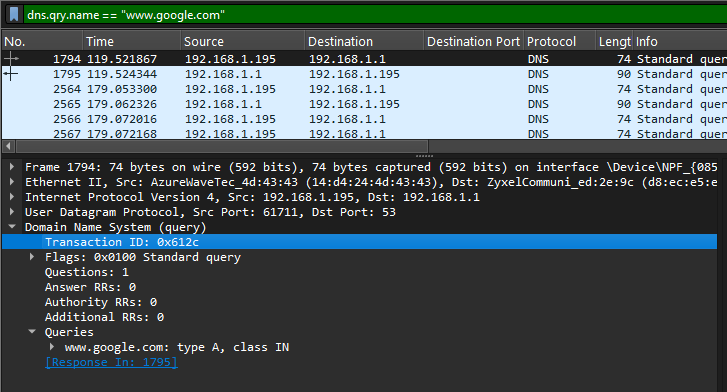 dns.qry.name == "www.google.com"
No. Time Source Destination Destination Port Protocol Lengt Info
1794 119.521867 192.168.1.195 192.168.1.1 DNS 74 Standard quer
1795 119.524344 192.168.1.1 192.168.1.195 DNS 90 Standard quer
2564 179.053300 192.168.1.195 192.168.1.1 DNS 74 Standard quer
2565 179.062326 192.168.1.1 192.168.1.195 DNS 90 Standard quer
2566 179.072016 192.168.1.195 192.168.1.1 DNS 74 Standard quer
2567 179.072168 192.168.1.195 192.168.1.1 DNS 74 Standard quer
Frame 1794: 74 bytes on wire (592 bits), 74 bytes captured (592 bits) on interface \Device\NPF_{085
Ethernet II, Src: AzureWaveTec_4d:43:43 (14:d4:24:4d:43:43), Dst: ZyxelCommuni_ed:2e:9c (d8:ec:e5:e
Internet Protocol Version 4, Src: 192.168.1.195, Dst: 192.168.1.1
User Datagram Protocol, Src Port: 61711, Dst Port: 53
Domain Name System (query)
Transaction ID: 0x612c
Flags: 0x0100 Standard query
Questions: 1
Answer RRs: 0
Authority RRs: 0
Additional RRs: 0
Queries
www.google.com: type A, class IN
[Response In: 1795]